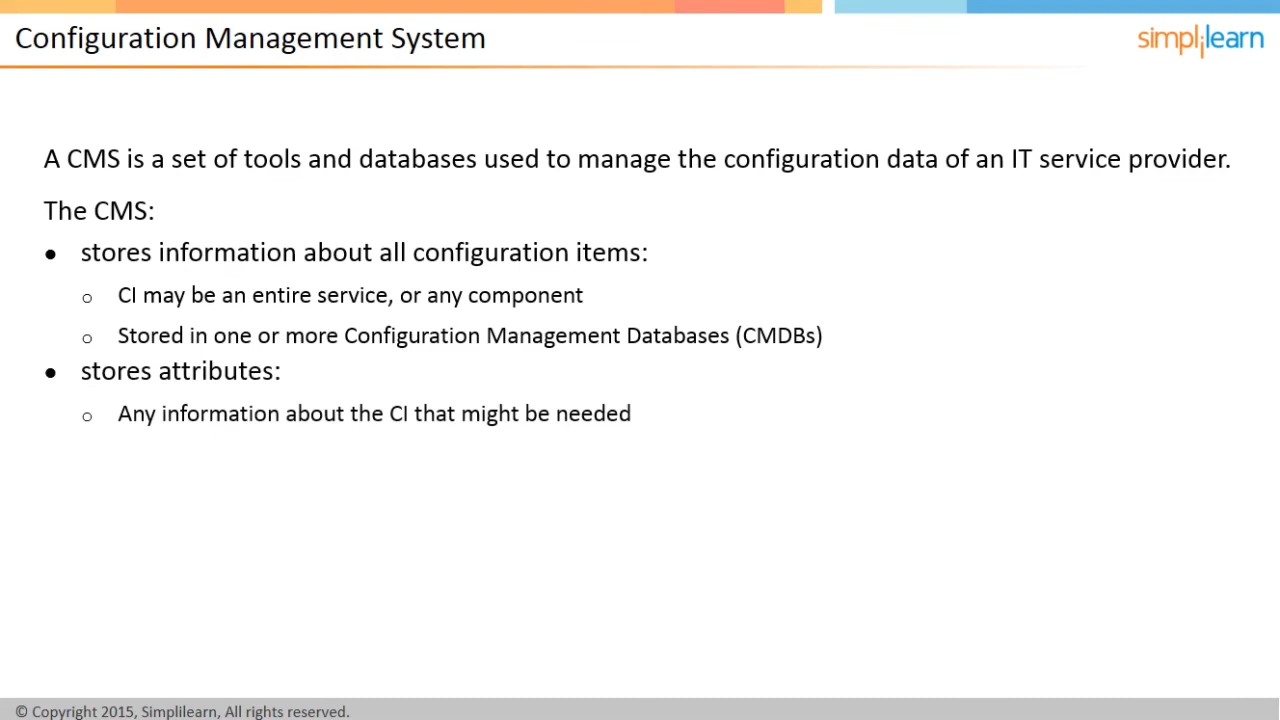 Configuration Management System
simplilearn
A CMS is a set of tools and databases used to manage the configuration data of an IT service provider.
The CMS:
● stores information about all configuration items:
○ CI may be an entire service, or any component
○ Stored in one or more Configuration Management Databases (CMDBs)
● stores attributes:
○ Any information about the CI that might be needed
© Copyright 2015, Simplilearn, All rights reserved.